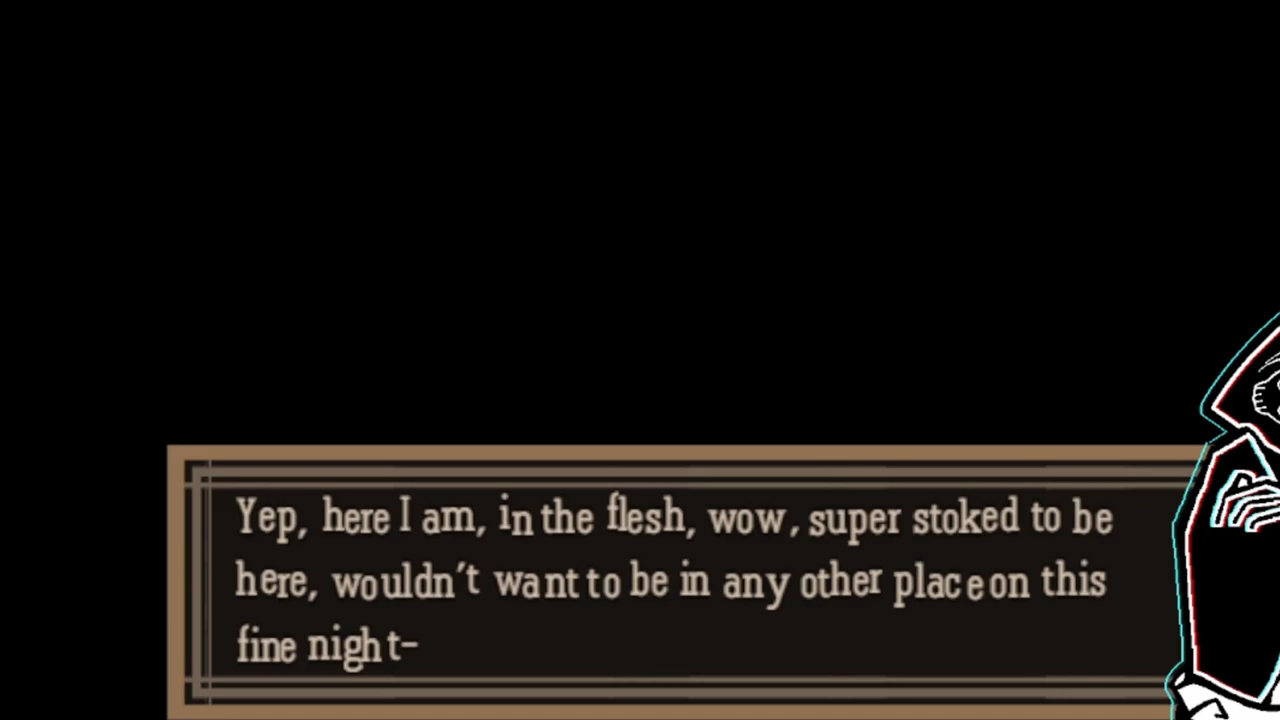 Yep, here I am, in the flesh, wow, super stoked to be
here, wouldn't want to be in any other place on this
fine night-